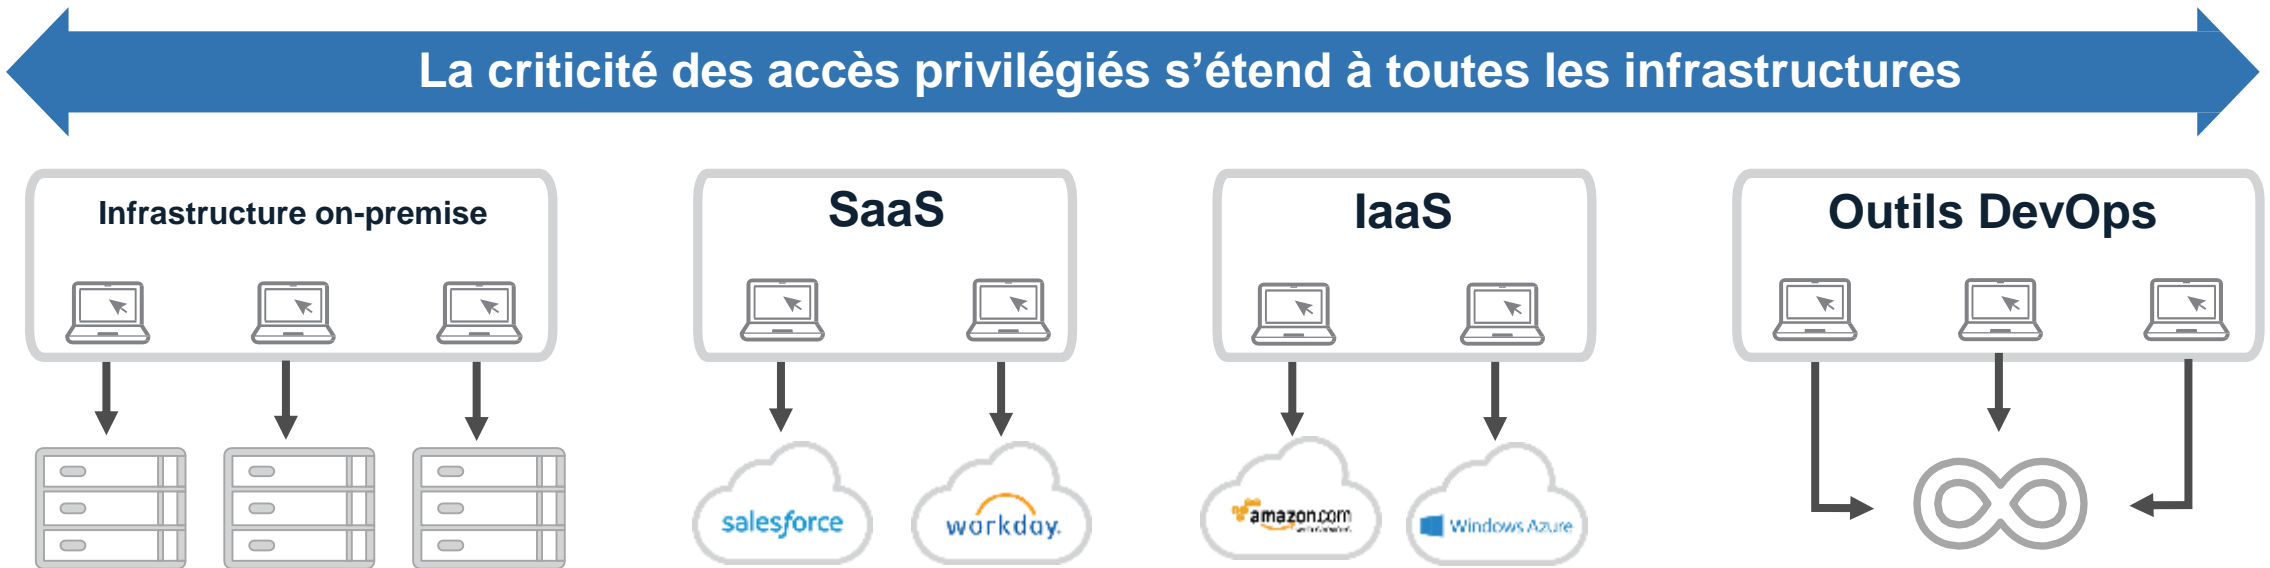 La criticité des accès privilégiés s’étend à toutes les infrastructures
Infrastructure on-premise
SaaS
IaaS
Outils DevOps
salesforce
workday.
amazon.com
Windows Azure